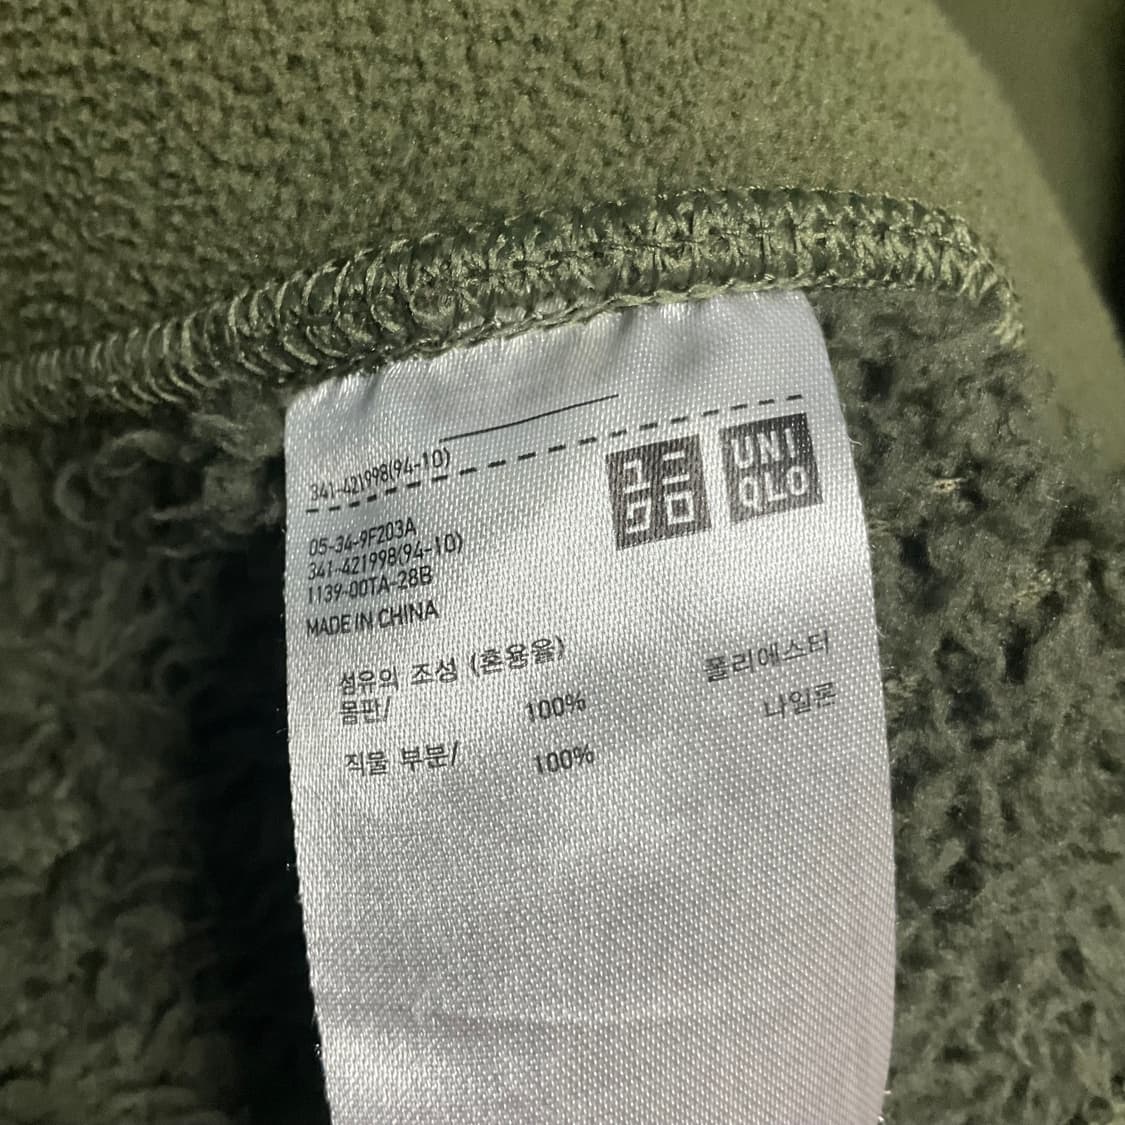 341-421998(94-10)
ユニ
クロ
UNI
QLO
05-34-9F203A
341-421998(94-10)
1139-00TA-28B
MADE IN CHINA
섬유의 조성 (혼용율)
몸판/ 100% 폴리에스터
직물 부분/ 100% 나일론